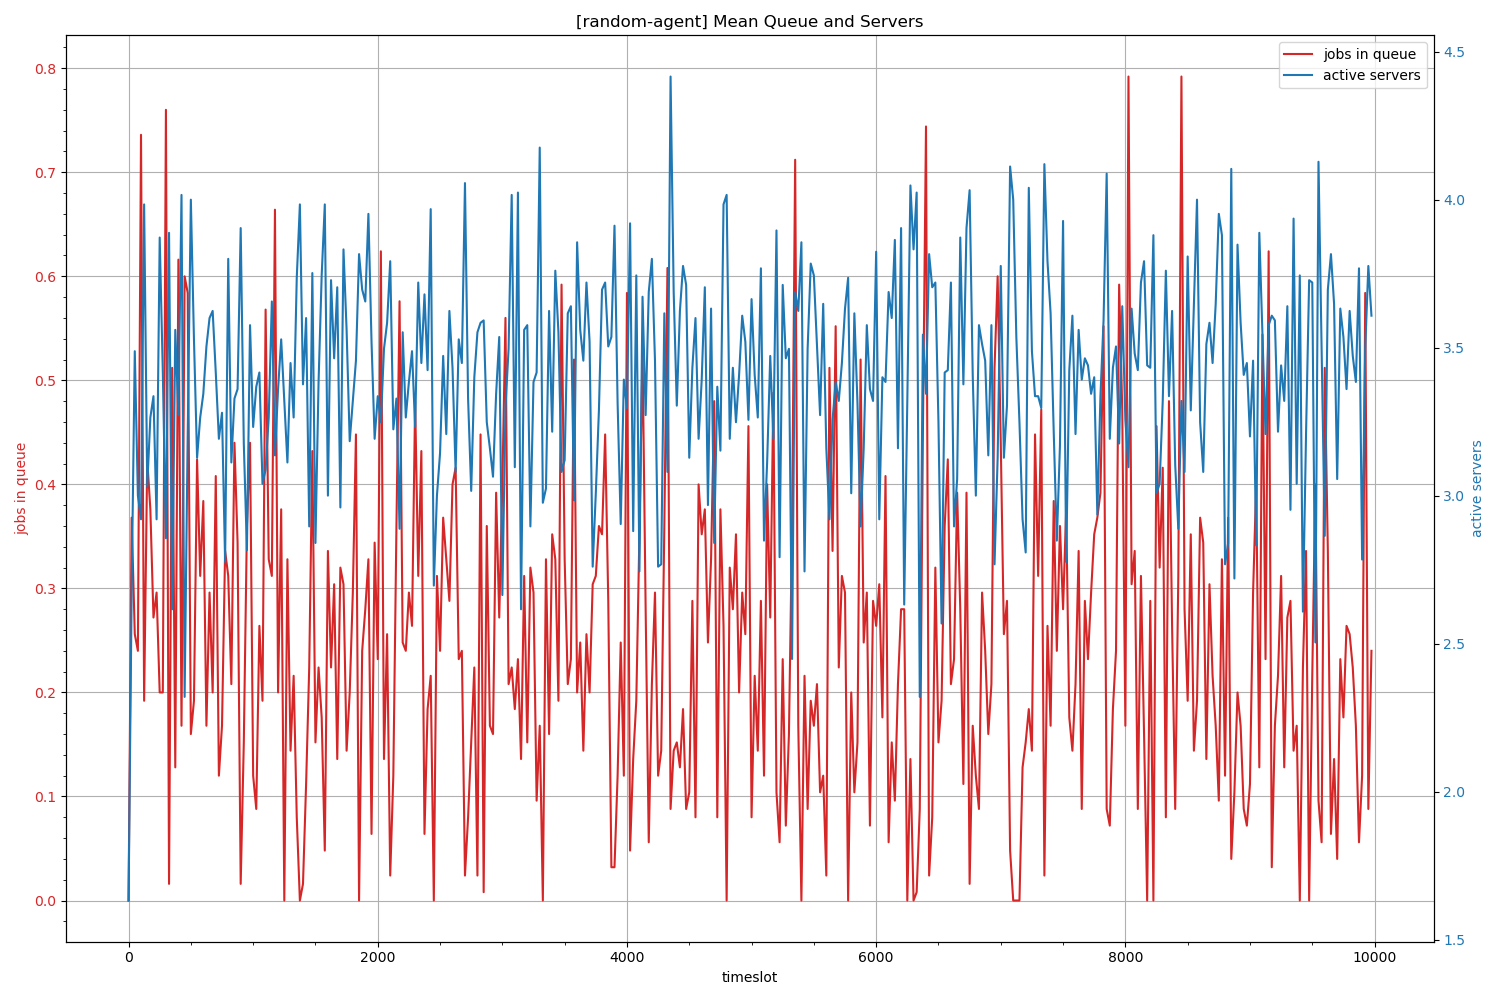 [random-agent] Mean Queue and Servers
jobs in queue
active servers
0.8
0.7
0.6
0.5
0.4
0.3
0.2
0.1
0.0
jobs in queue
4.5
4.0
3.5
3.0
2.5
2.0
1.5
active servers
0 2000 4000 6000 8000 10000
timeslot